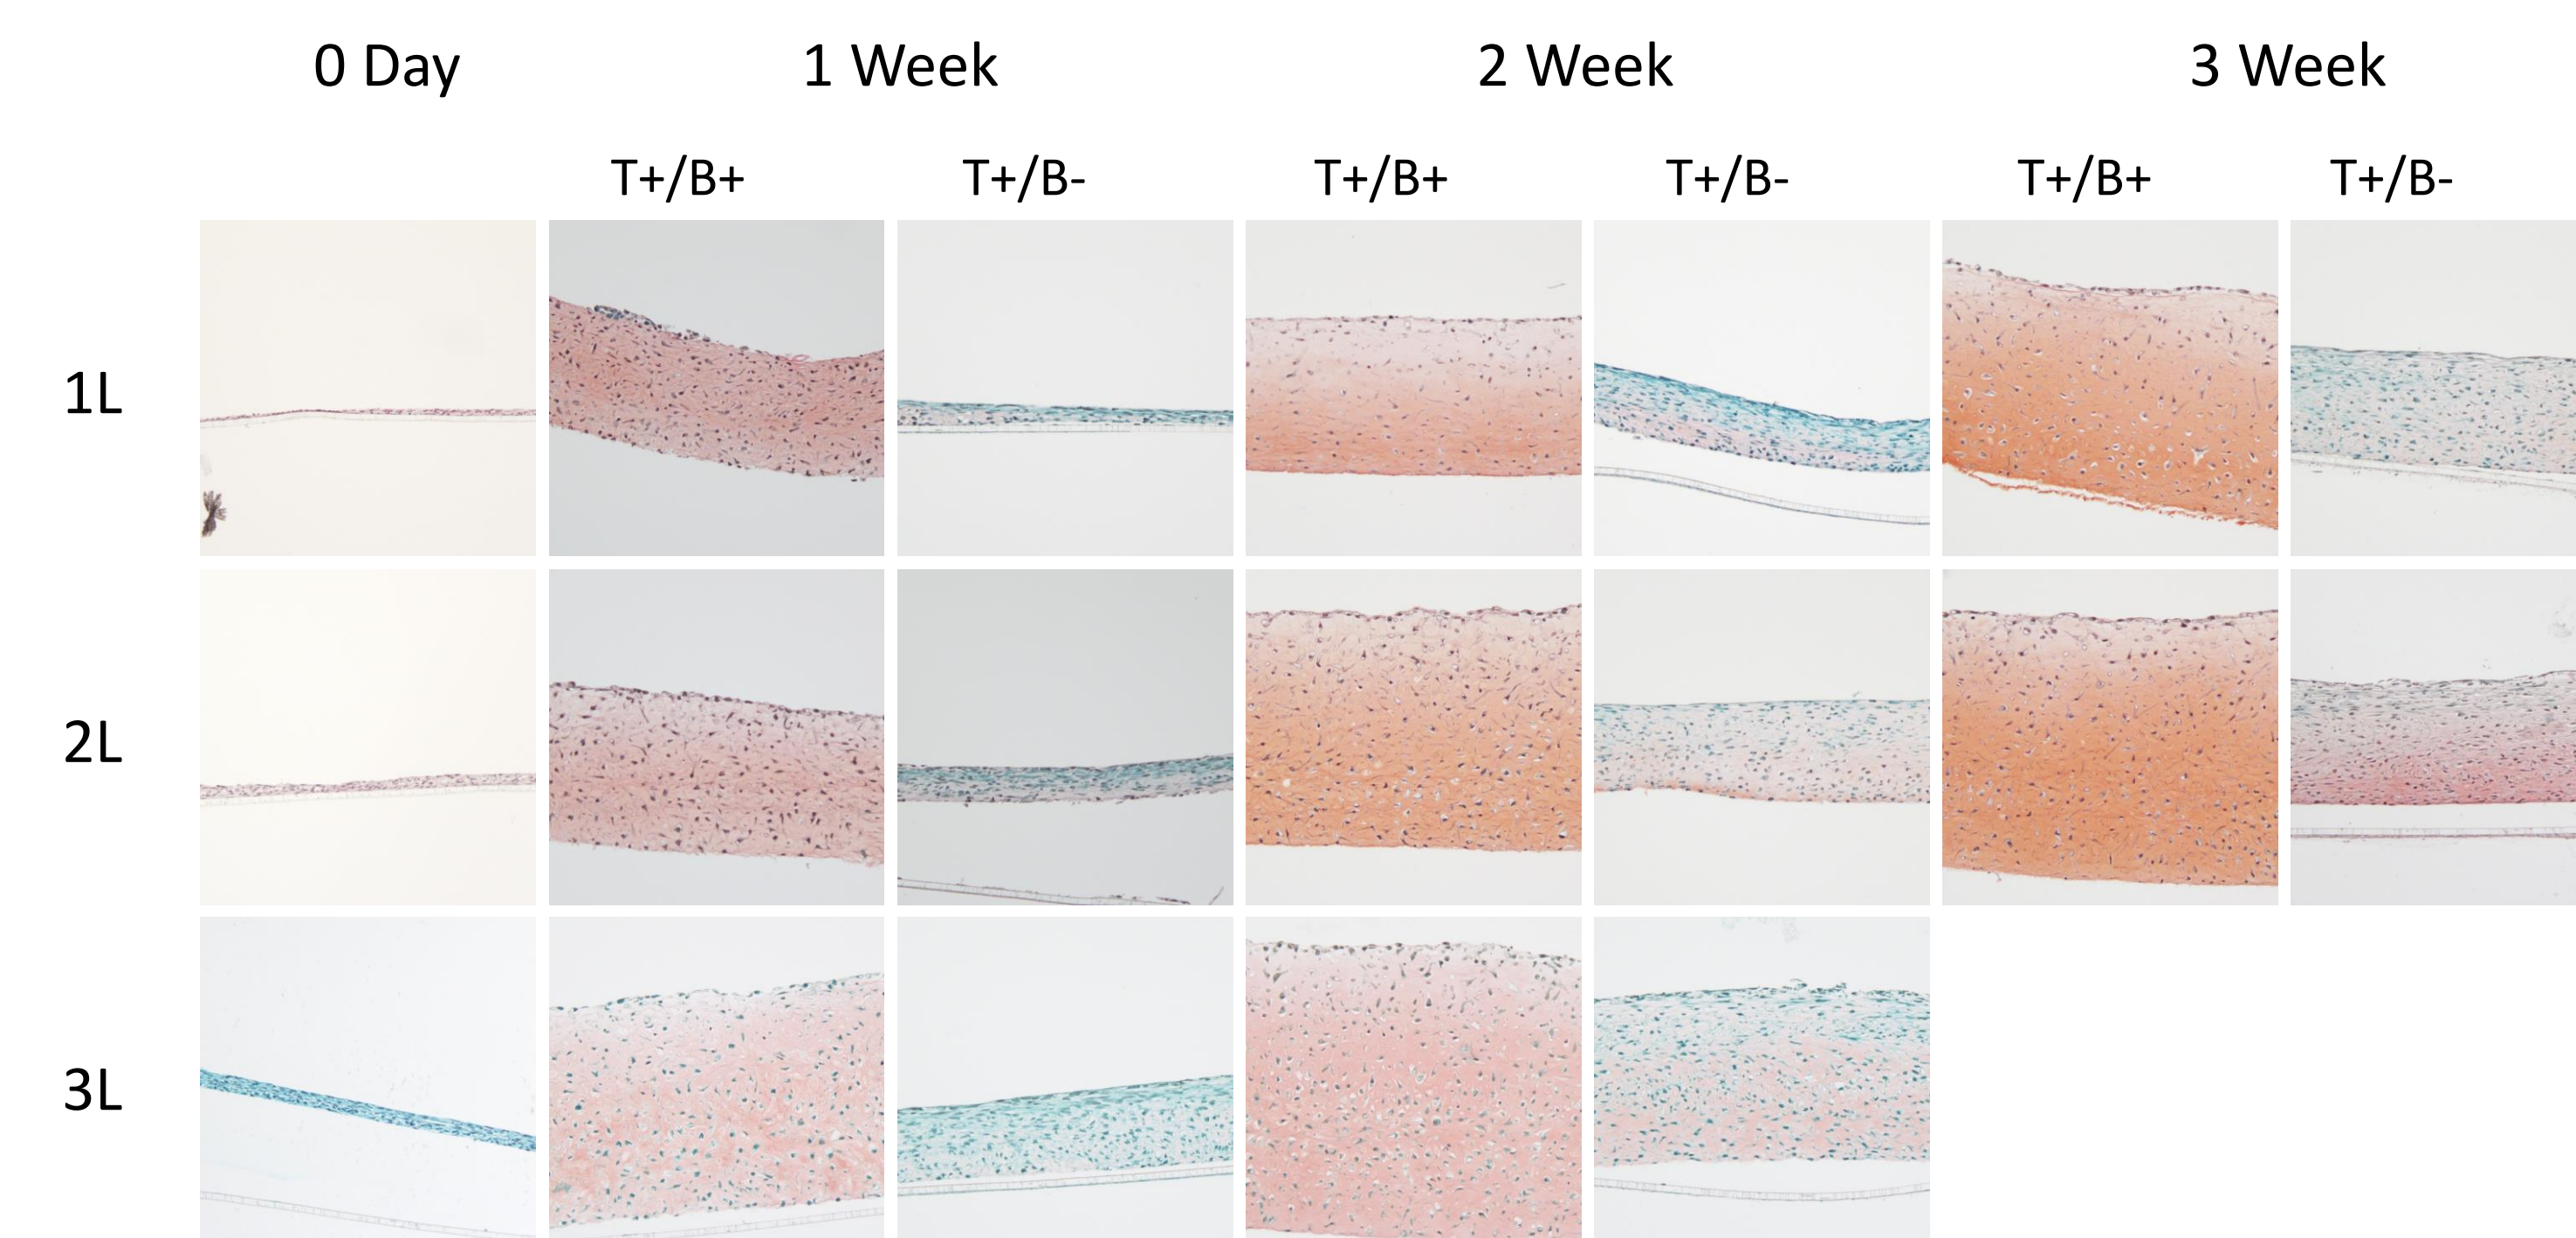 0 Day 1 Week 2 Week 3 Week
T+/B+ T+/B- T+/B+ T+/B- T+/B+ T+/B-
1L
2L
3L